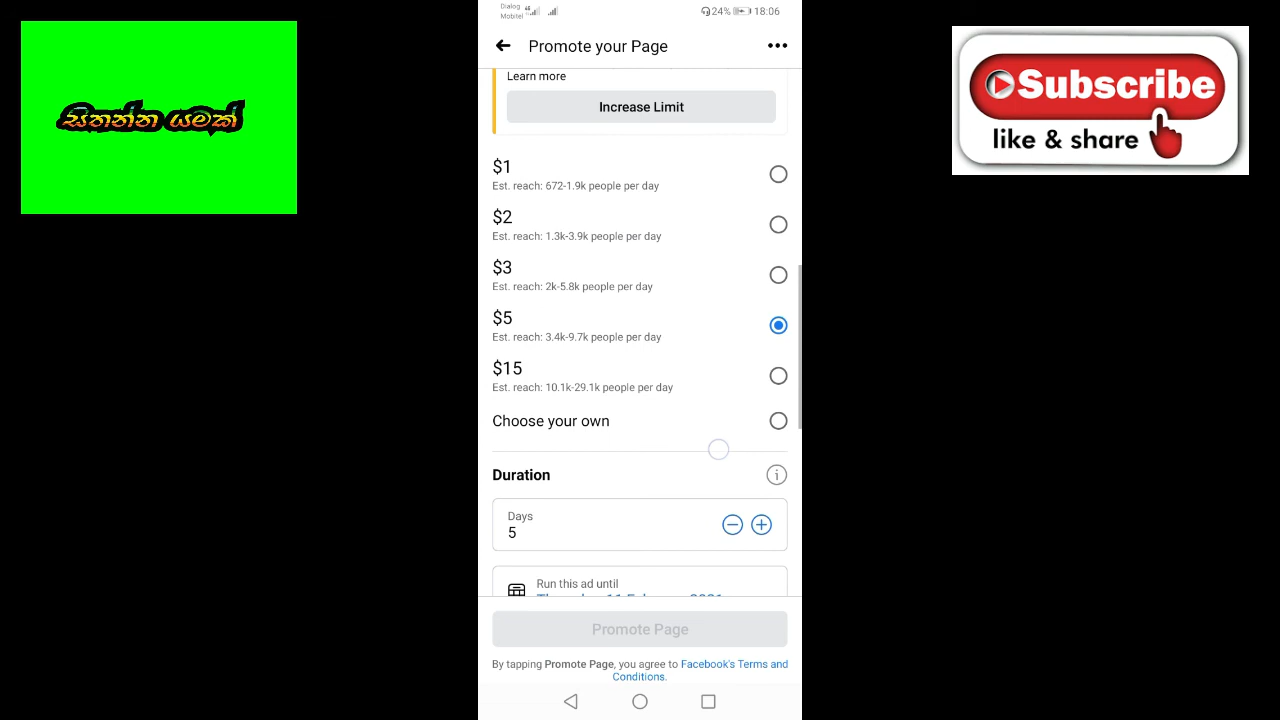 සිතන්න යමක්
Dialog
Mobitel
24% 18:06
Promote your Page
Learn more
Increase Limit
$1
Est. reach: 672-1.9k people per day
$2
Est. reach: 1.3k-3.9k people per day
$3
Est. reach: 2k-5.8k people per day
$5
Est. reach: 3.4k-9.7k people per day
$15
Est. reach: 10.1k-29.1k people per day
Choose your own
Duration
Days
5
Run this ad until
Promote Page
By tapping Promote Page, you agree to Facebook's Terms and
Conditions.
Subscribe
like & share